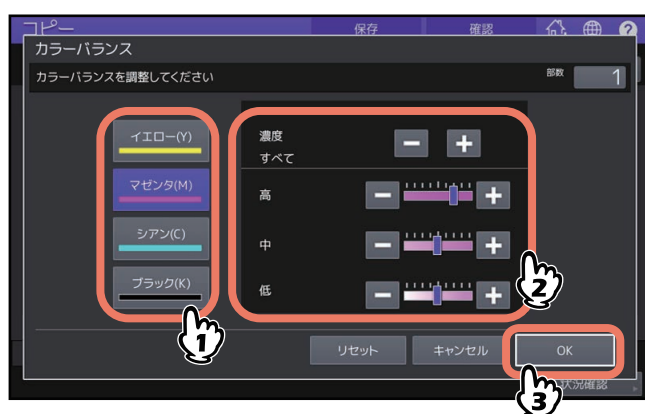 コピー 保存 確認 ?
カラーバランス
カラーバランスを調整してください 部数 1
イエロー(Y)
マゼンタ(M)
シアン(C)
ブラック(K)
濃度
すべて
高
中
低
1
2
リセット キャンセル OK
状況確認
3